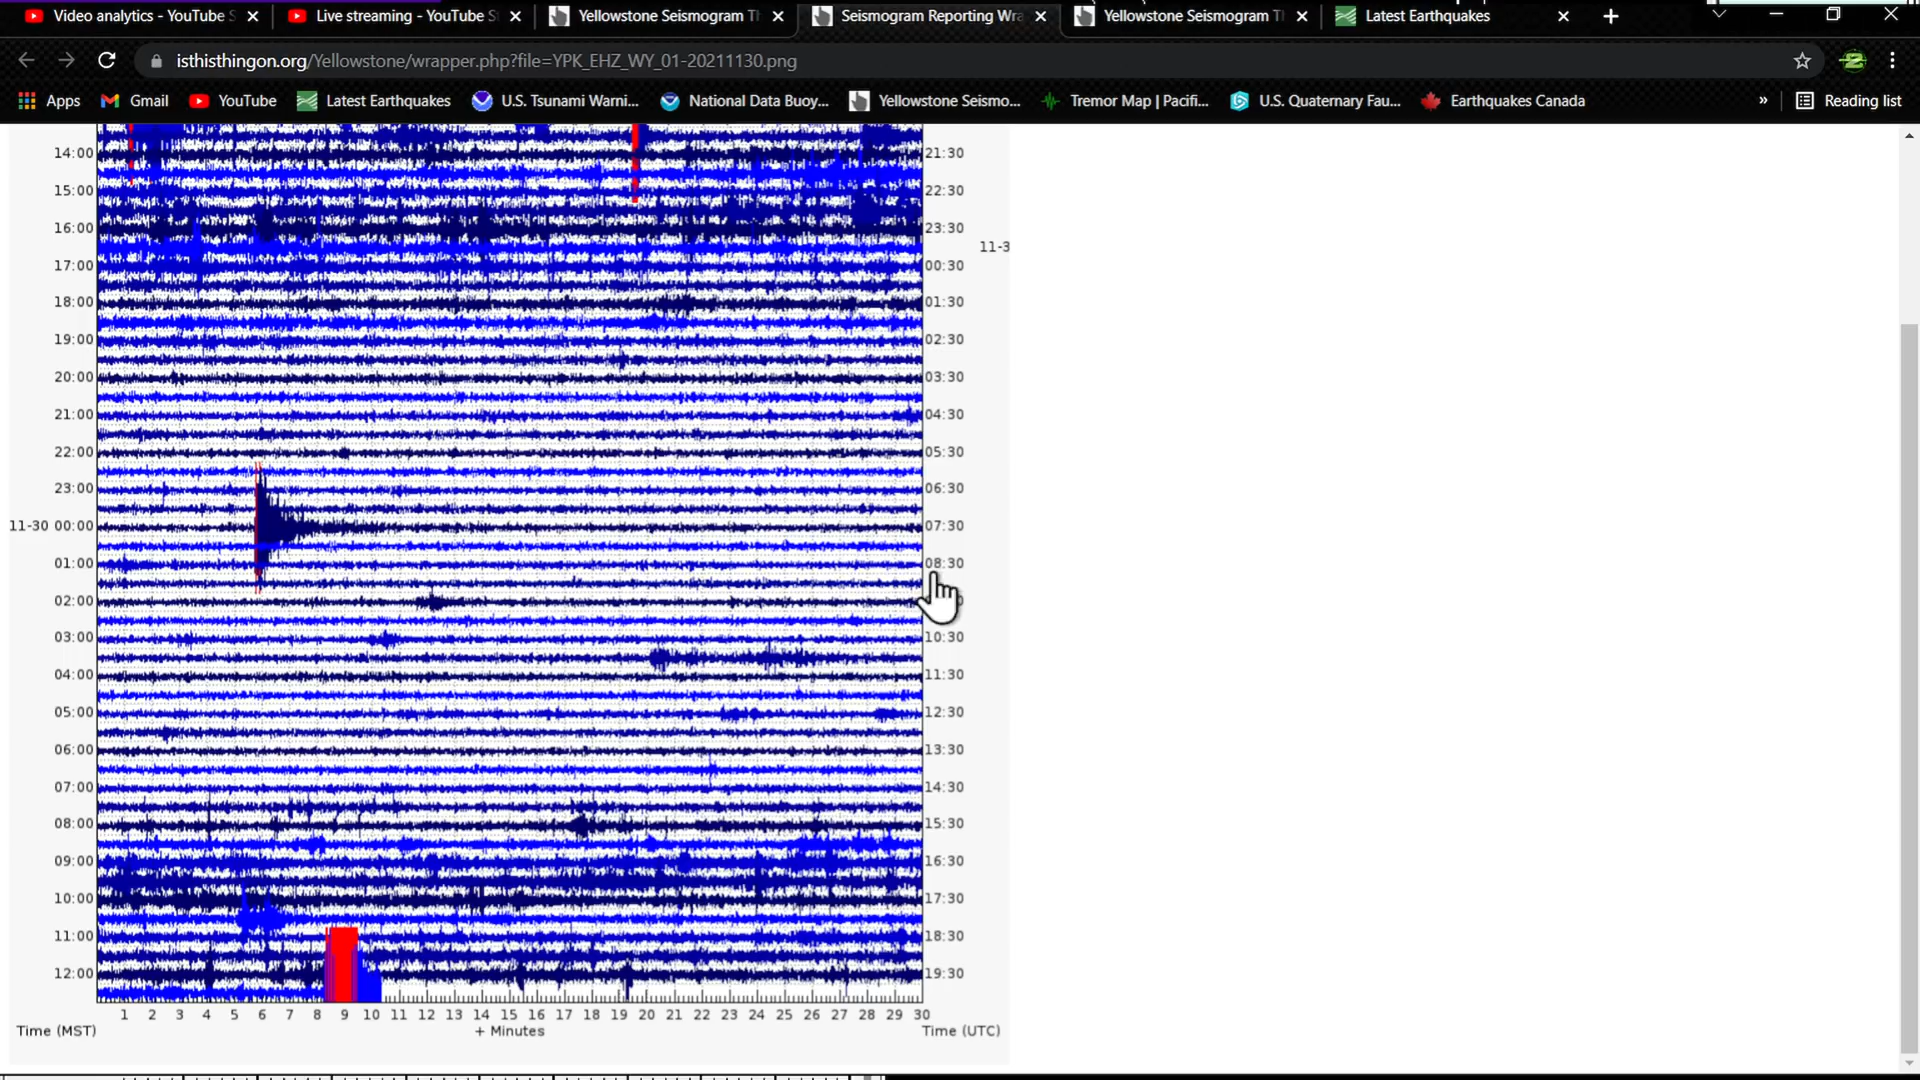 Video analytics - YouTube S
Live streaming - YouTube St
Yellowstone Seismogram Th
Seismogram Reporting Wra
Yellowstone Seismogram Th
Latest Earthquakes
isthisthingon.org/Yellowstone/wrapper.php?file=YPK_EHZ_WY_01-20211130.png
Apps Gmail YouTube Latest Earthquakes U.S. Tsunami Warni... National Data Buoy... Yellowstone Seismo... Tremor Map | Pacifi... U.S. Quaternary Fau... Earthquakes Canada » Reading list
14:00 21:30
15:00 22:30
16:00 23:30
11-3
17:00 00:30
18:00 01:30
19:00 02:30
20:00 03:30
21:00 04:30
22:00 05:30
23:00 06:30
11-30 00:00 07:30
01:00 08:30
02:00
03:00 10:30
04:00 11:30
05:00 12:30
06:00 13:30
07:00 14:30
08:00 15:30
09:00 16:30
10:00 17:30
11:00 18:30
12:00 19:30
1 2 3 4 5 6 7 8 9 10 11 12 13 14 15 16 17 18 19 20 21 22 23 24 25 26 27 28 29 30
Time (MST) + Minutes Time (UTC)